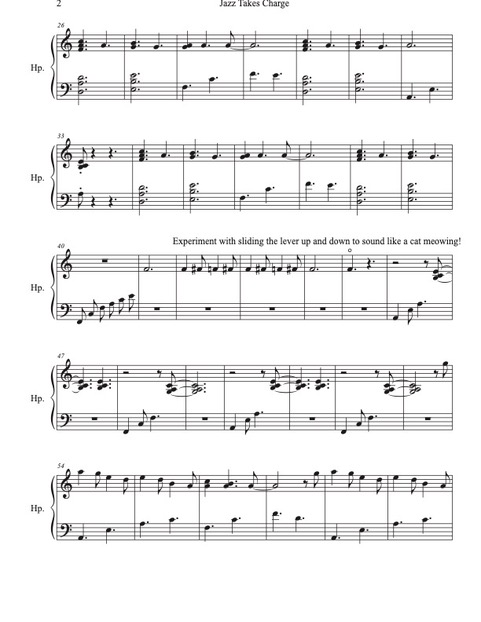 2
Jazz Takes Charge
26
Hp.
33
Hp.
Experiment with sliding the lever up and down to sound like a cat meowing!
40
Hp.
47
Hp.
54
Hp.